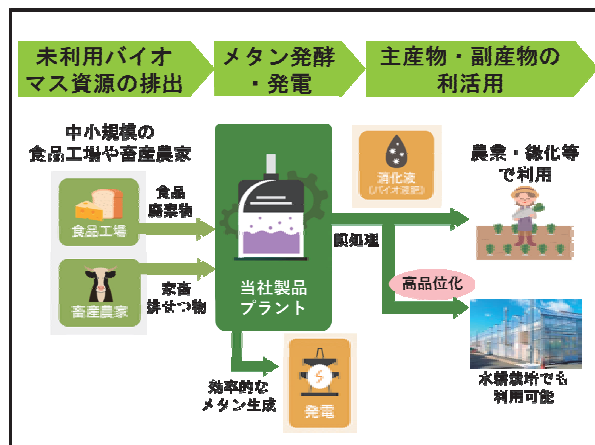 未利用バイオ
マス資源の排出
メタン発酵
・発電
主産物・副産物の
利活用
中小規模の
食品工場や畜産農家
食品工場
食品
廃棄物
畜産農家
家畜
排せつ物
当社製品
プラント
効率的な
メタン生成
発電
消化液
(バイオ液肥)
膜処理
高品位化
農業・緑化等
で利用
水耕栽培でも
利用可能